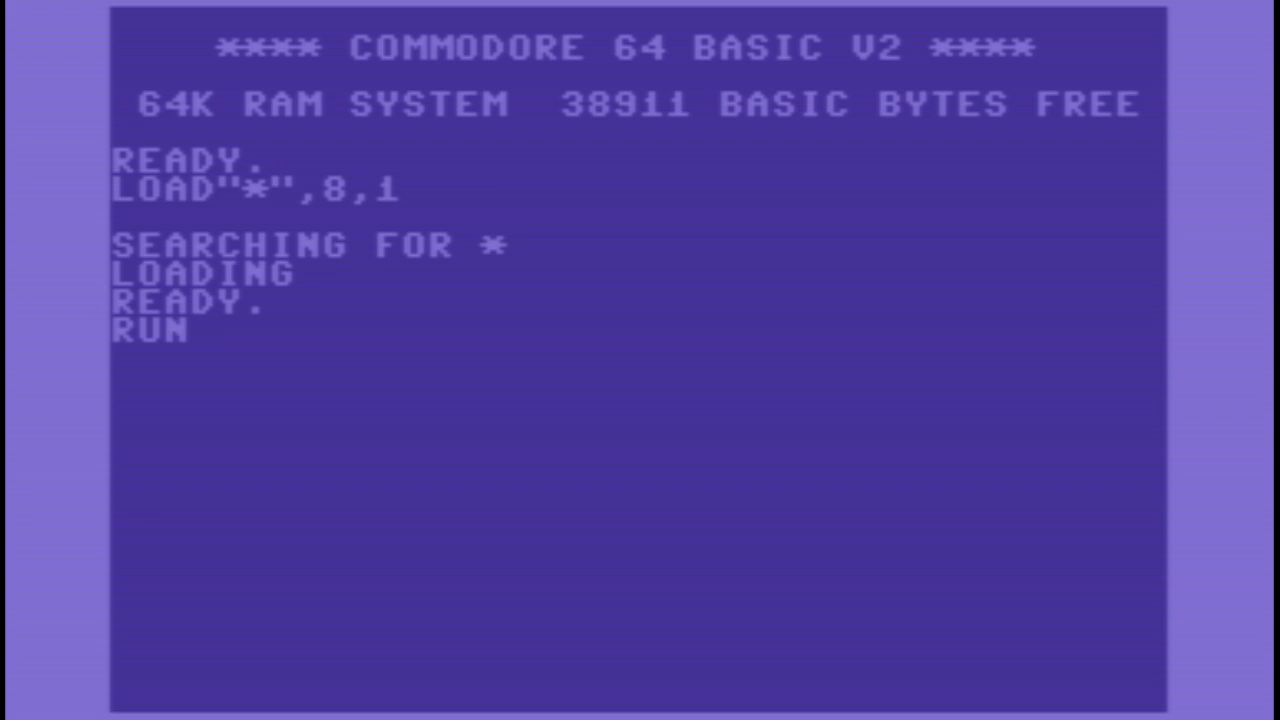 **** COMMODORE 64 BASIC V2 ****
64K RAM SYSTEM  38911 BASIC BYTES FREE
READY.
LOAD"*",8,1
SEARCHING FOR *
LOADING
READY.
RUN